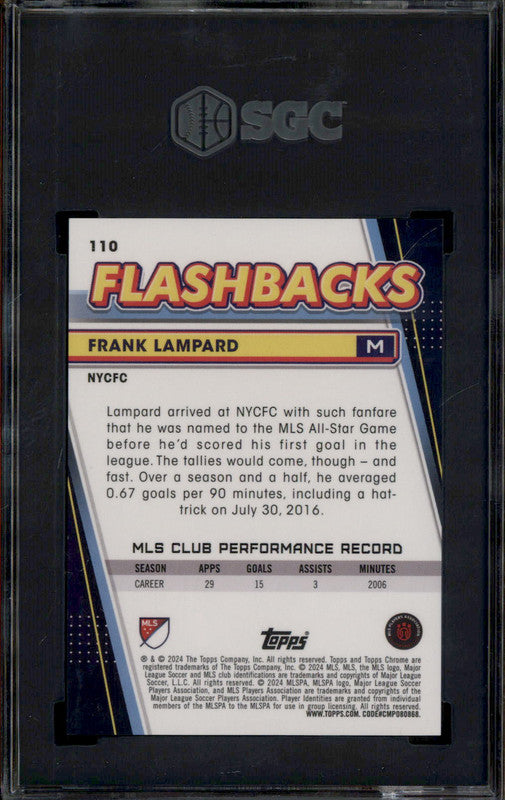 SGC
110
FLASHBACKS
FRANK LAMPARD M
NYCFC
Lampard arrived at NYCFC with such fanfare
that he was named to the MLS All-Star Game
before he'd scored his first goal in the
league. The tallies would come, though – and
fast. Over a season and a half, he averaged
0.67 goals per 90 minutes, including a hat-
trick on July 30, 2016.
MLS CLUB PERFORMANCE RECORD
SEASON APPS GOALS ASSISTS MINUTES
CAREER 29 15 3 2006
MLS
Topps
® & © 2024 The Topps Company, Inc. All rights reserved. Topps and Topps Chrome are
registered trademarks of The Topps Company, Inc. © 2024 MLS, MLS, the MLS logo, Major
League Soccer and MLS club identifications are trademarks and copyrights of Major League
Soccer, L.L.C. All rights reserved. © 2024 MLSPA, MLSPA logo, Major League Soccer
Players Association, and MLS Players Association are trademarks and copyrights of the
Major League Soccer Players Association. Player Identities are granted from individual
members of the MLSPA to the MLSPA for use in group licensing. All rights reserved.
WWW.TOPPS.COM. CODE#CMP080868.